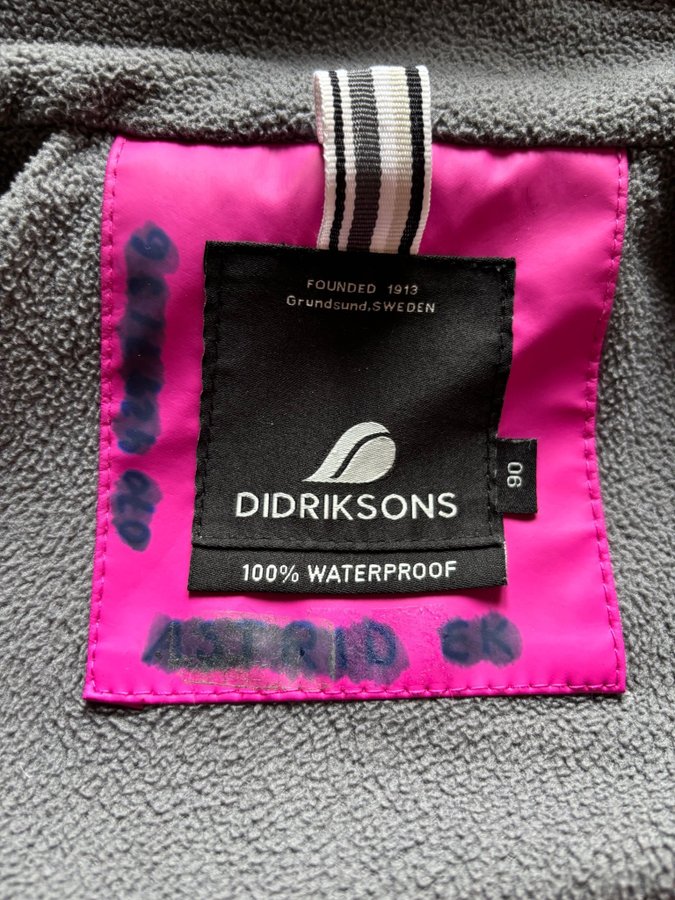 FOUNDED 1913
Grundsund,SWEDEN
DIDRIKSONS
100% WATERPROOF
90
ASTRID EK